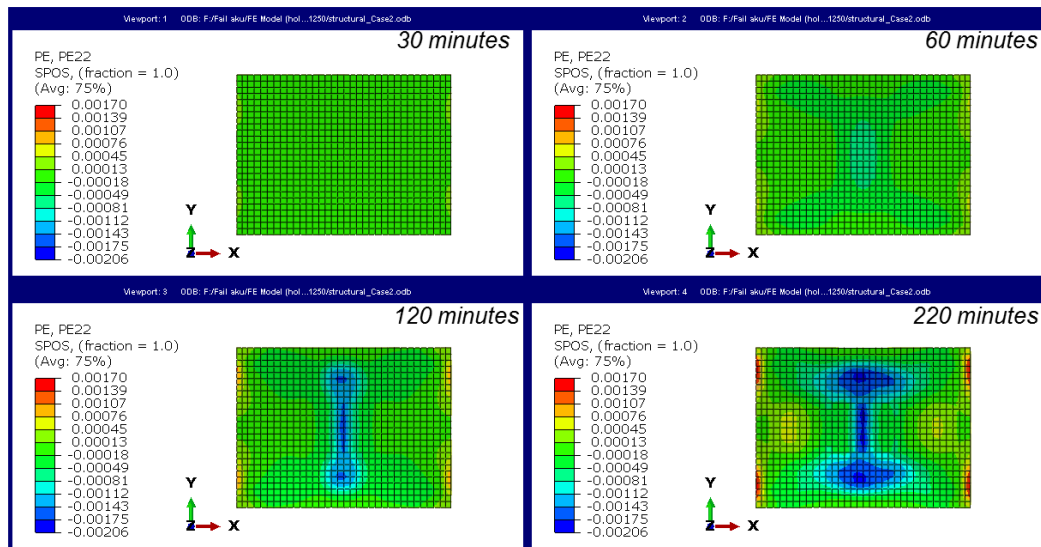 Viewport: 1 ODB: F:/Fail aku/FE Model (hol...1250/structural_Case2.odb
30 minutes
PE, PE22
SPOS, (fraction = 1.0)
(Avg: 75%)
0.00170
0.00139
0.00107
0.00076
0.00045
0.00013
-0.00018
-0.00049
-0.00081
-0.00112
-0.00143
-0.00175
-0.00206
Y
Z
X
Viewport: 2 ODB: F:/Fail aku/FE Model (hol...1250/structural_Case2.odb
60 minutes
PE, PE22
SPOS, (fraction = 1.0)
(Avg: 75%)
0.00170
0.00139
0.00107
0.00076
0.00045
0.00013
-0.00018
-0.00049
-0.00081
-0.00112
-0.00143
-0.00175
-0.00206
Y
Z
X
Viewport: 3 ODB: F:/Fail aku/FE Model (hol...1250/structural_Case2.odb
120 minutes
PE, PE22
SPOS, (fraction = 1.0)
(Avg: 75%)
0.00170
0.00139
0.00107
0.00076
0.00045
0.00013
-0.00018
-0.00049
-0.00081
-0.00112
-0.00143
-0.00175
-0.00206
Y
Z
X
Viewport: 4 ODB: F:/Fail aku/FE Model (hol...1250/structural_Case2.odb
220 minutes
PE, PE22
SPOS, (fraction = 1.0)
(Avg: 75%)
0.00170
0.00139
0.00107
0.00076
0.00045
0.00013
-0.00018
-0.00049
-0.00081
-0.00112
-0.00143
-0.00175
-0.00206
Y
Z
X